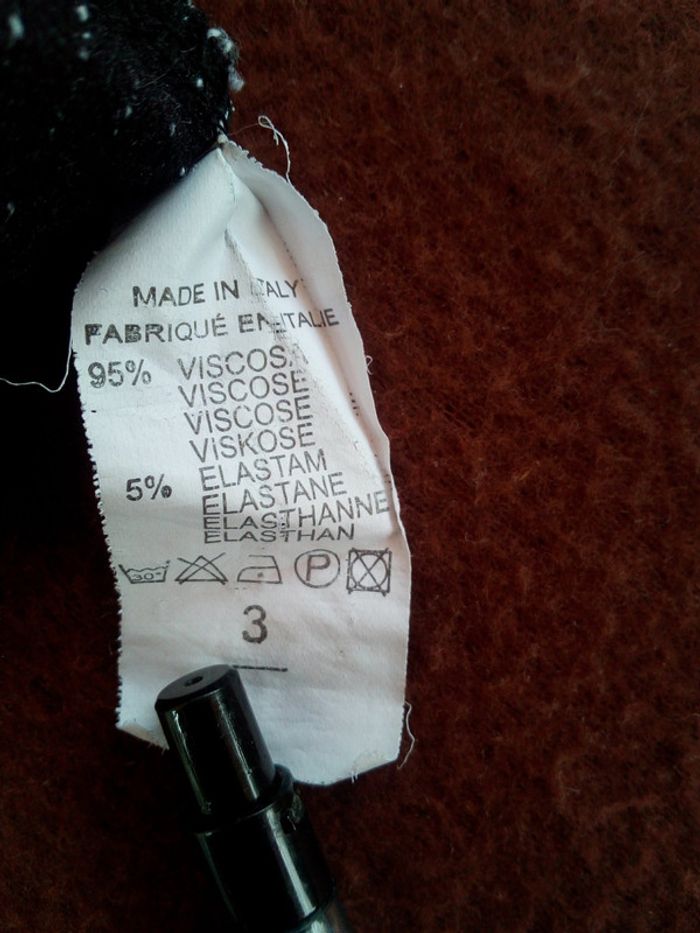 MADE IN ITALY
FABRIQUÉ EN ITALIE
95% VISCOSA
VISCOSE
VISCOSE
VISKOSE
5% ELASTAM
ELASTANE
ELASTHANNE
ELASTHAN
30°
P
3